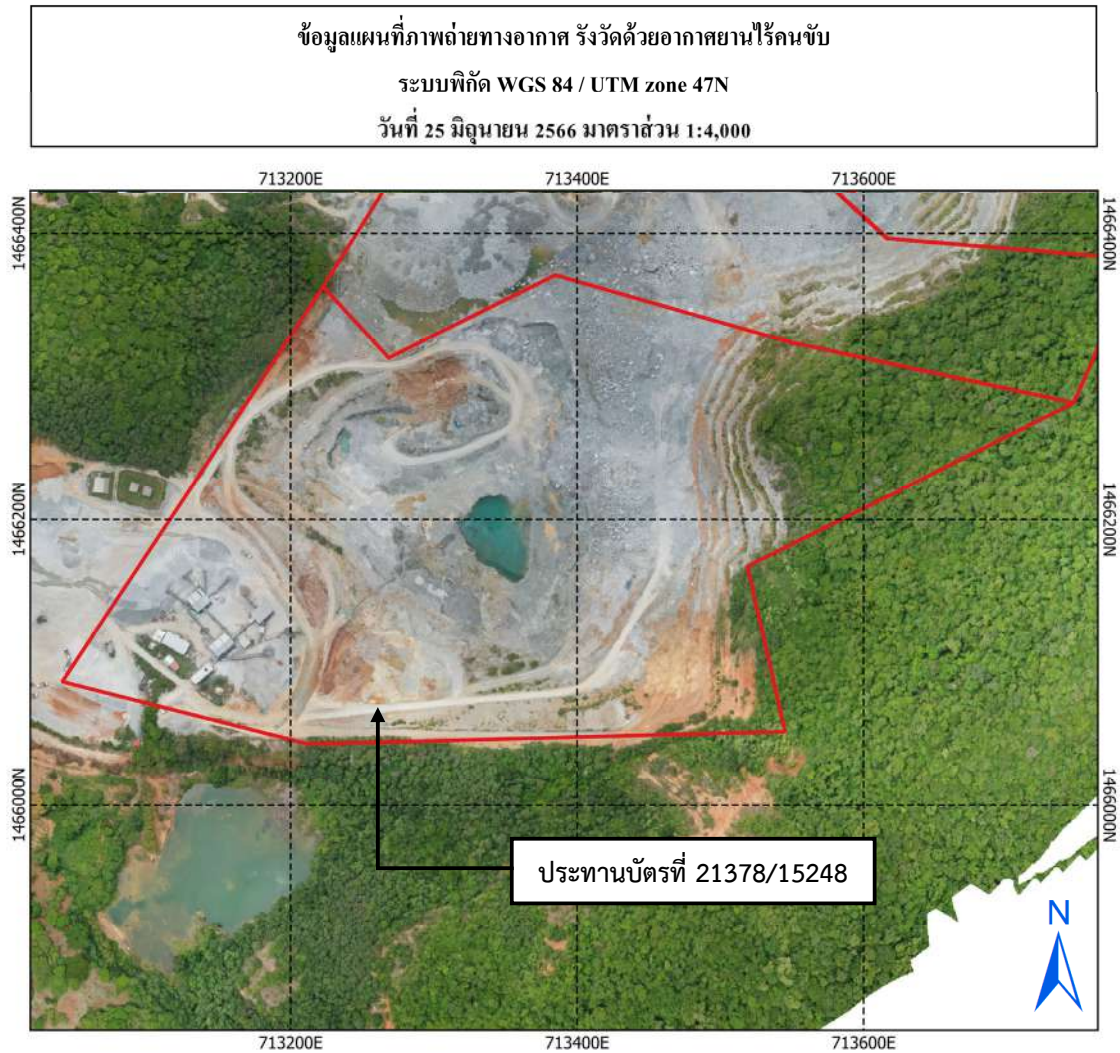 ข้อมูลแผนที่ภาพถ่ายทางอากาศ รังวัดด้วยอากาศยานไร้คนขับ
ระบบพิกัด WGS 84 / UTM zone 47N
วันที่ 25 มิถุนายน 2566 มาตราส่วน 1:4,000
713200E 713400E 713600E
1466400N 1466400N
1466200N 1466200N
1466000N 1466000N
ประทานบัตรที่ 21378/15248
N
713200E 713400E 713600E